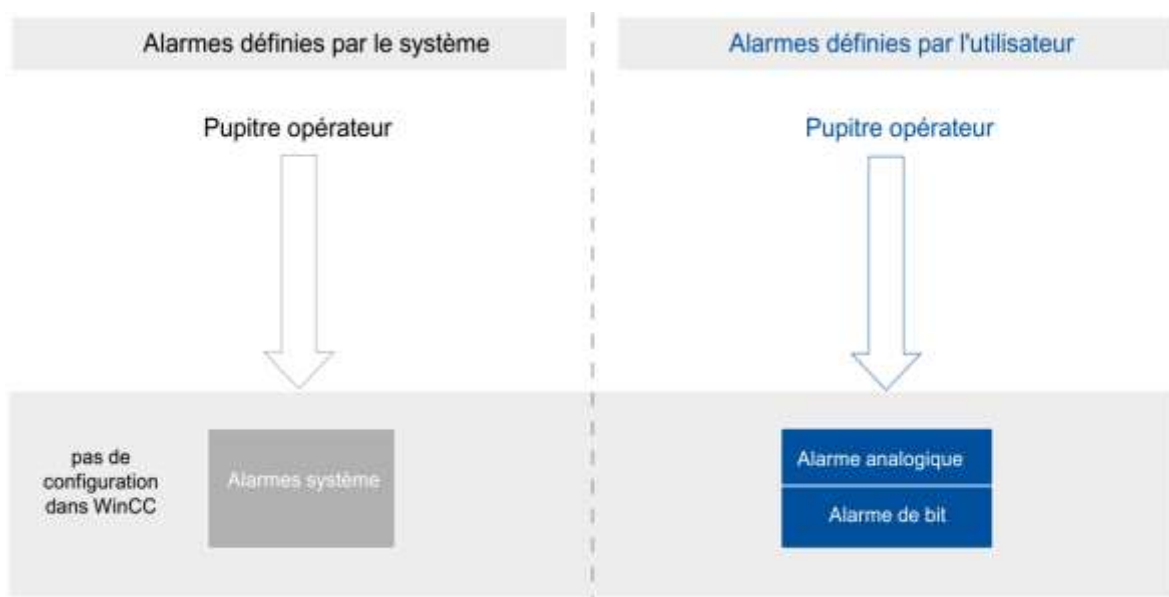 Alarmes définies par le système
Alarmes définies par l'utilisateur
Pupitre opérateur
Pupitre opérateur
pas de
configuration
dans WinCC
Alarmes système
Alarme analogique
Alarme de bit